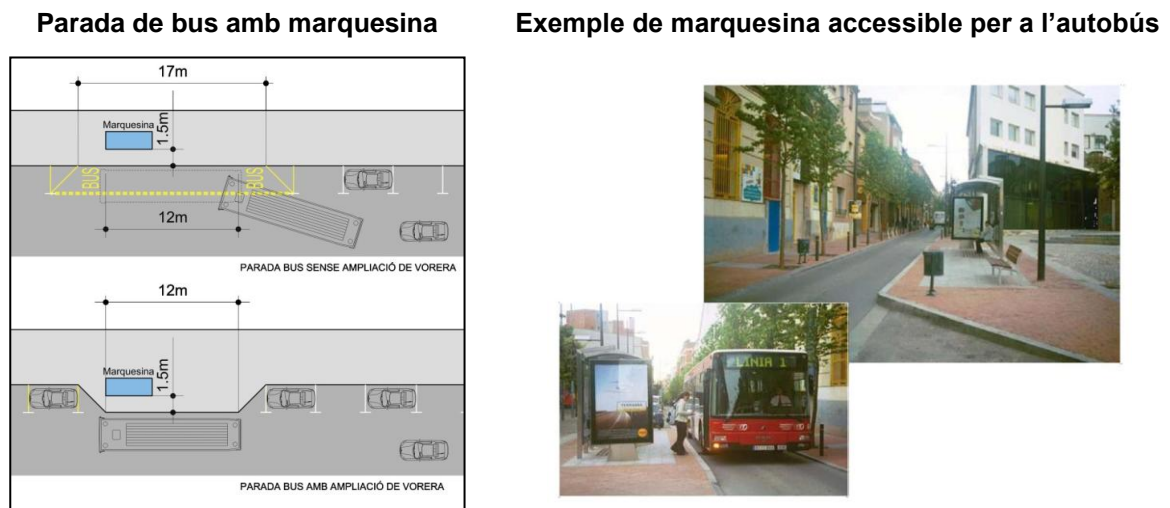 Parada de bus amb marquesina
Exemple de marquesina accessible per a l’autobús
17m
Marquesina
1.5m
BUS
BUS
12m
PARADA BUS SENSE AMPLIACIÓ DE VORERA
12m
Marquesina
1.5m
PARADA BUS AMB AMPLIACIÓ DE VORERA
LINIA 1